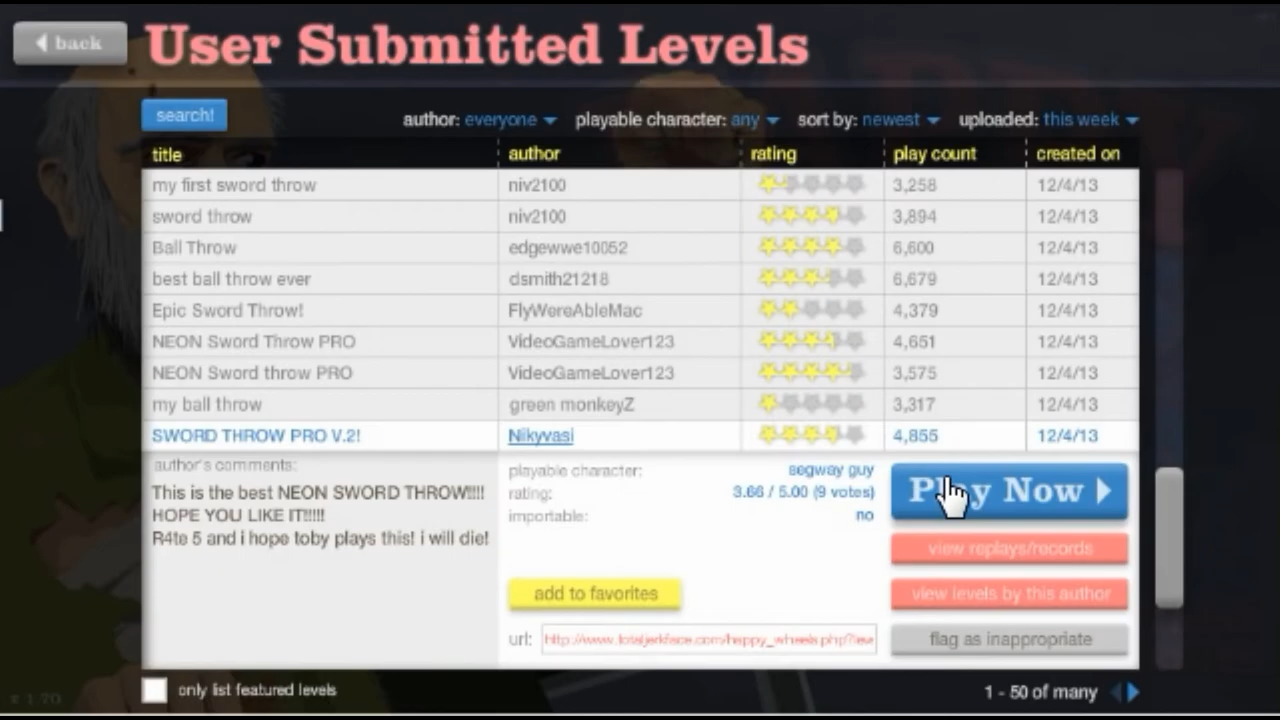 back
User Submitted Levels
search!
author: everyone playable character: any sort by: newest uploaded: this week
title author rating play count created on
my first sword throw niv2100 3,258 12/4/13
sword throw niv2100 3,894 12/4/13
Ball Throw edgewwe10052 6,600 12/4/13
best ball throw ever dsmith21218 6,679 12/4/13
Epic Sword Throw! FlyWereAbleMac 4,379 12/4/13
NEON Sword Throw PRO VideoGameLover123 4,651 12/4/13
NEON Sword throw PRO VideoGameLover123 3,575 12/4/13
my ball throw green monkeyZ 3,317 12/4/13
SWORD THROW PRO V.2! Nikyvasi 4,855 12/4/13
author's comments:
This is the best NEON SWORD THROW!!!!
HOPE YOU LIKE IT!!!!!
R4te 5 and i hope toby plays this! i will die!
playable character: segway guy
rating: 3.66 / 5.00 (9 votes)
importable: no
add to favorites
url: http://www.totaljerkface.com/happy_wheels.php?lev
Play Now
view replays/records
view levels by this author
flag as inappropriate
only list featured levels
1 - 50 of many